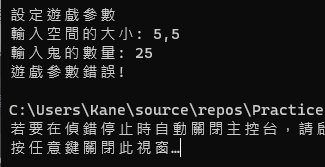 設定遊戲參數
輸入空間的大小: 5,5
輸入鬼的數量: 25
遊戲參數錯誤!
C:\Users\Kane\source\repos\Practice
若要在偵錯停止時自動關閉主控台，請啟
按任意鍵關閉此視窗…